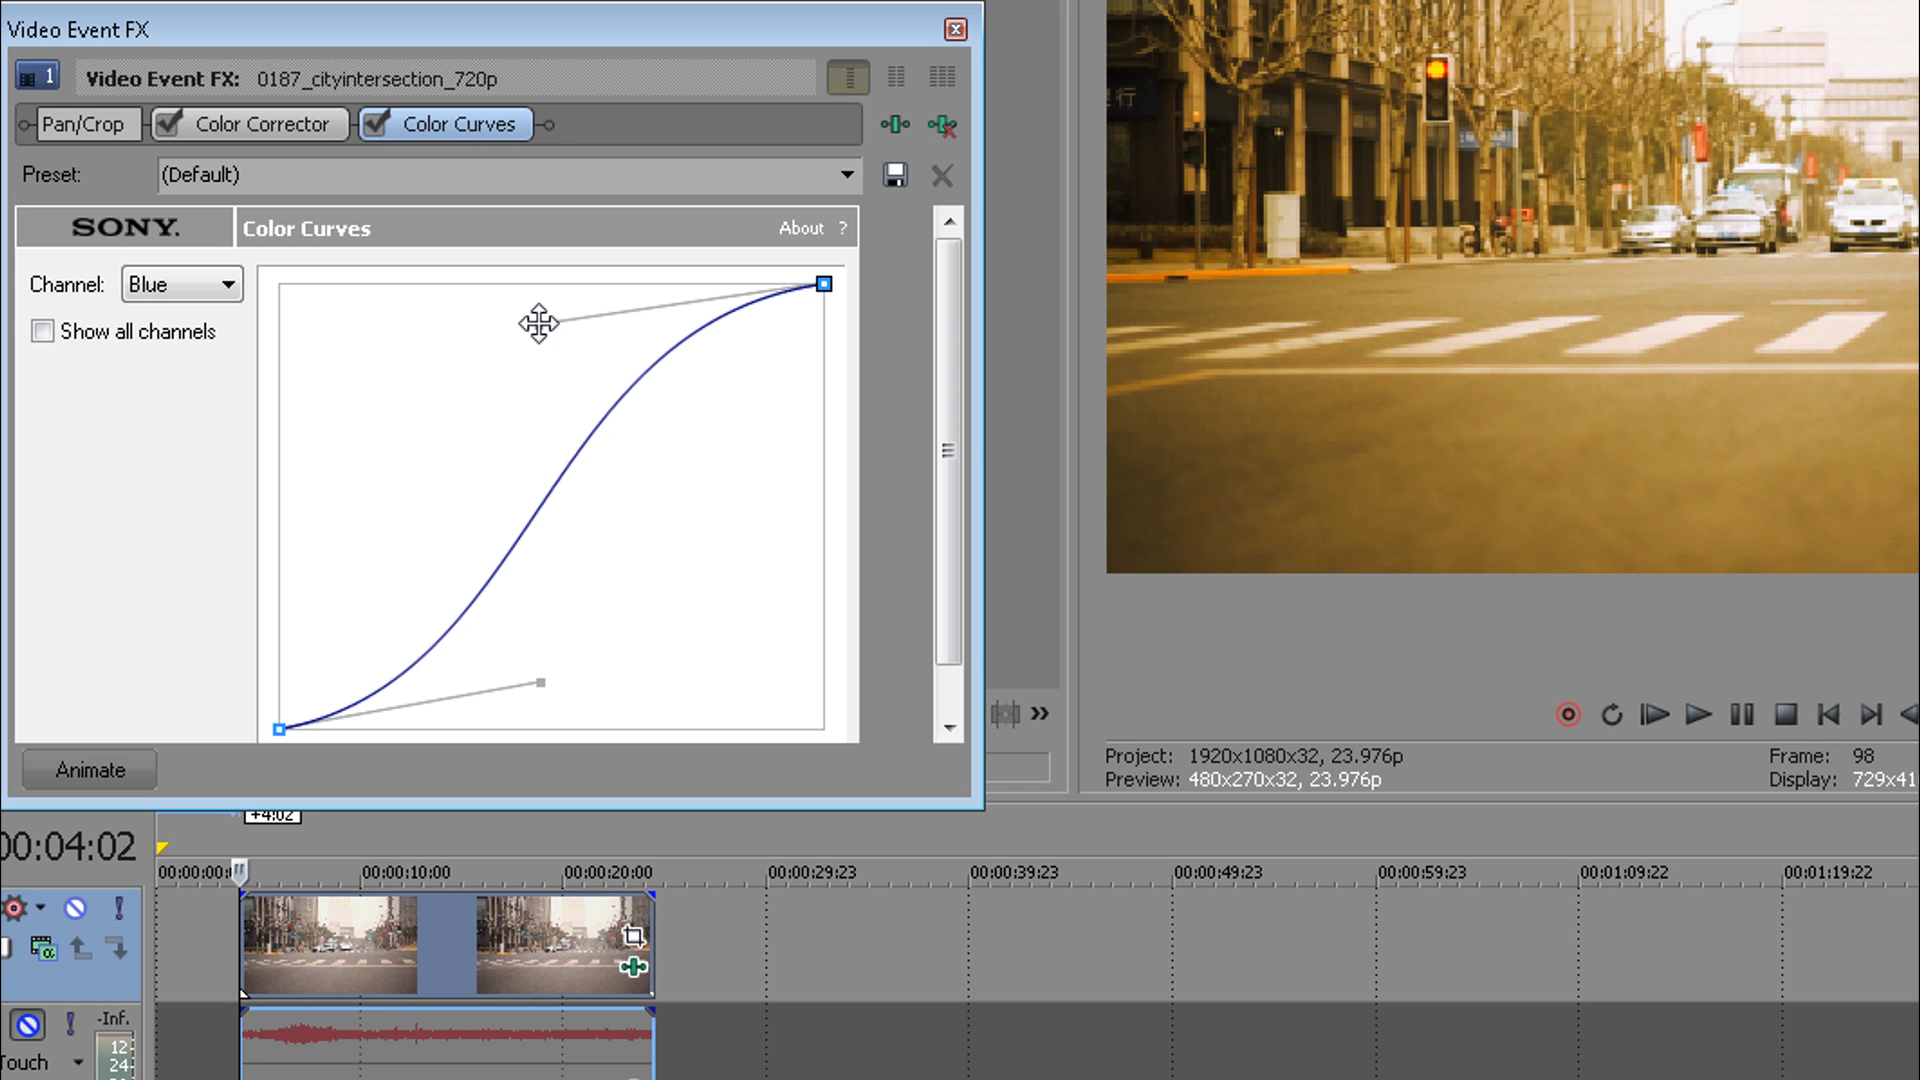 Video Event FX
1 Video Event FX: 0187_cityintersection_720p
Pan/Crop Color Corrector Color Curves
Preset: (Default)
SONY. Color Curves About ?
Channel: Blue
Show all channels
Animate
Project: 1920x1080x32, 23.976p Frame: 98
Preview: 480x270x32, 23.976p Display: 729x41
+4:02
00:04:02
00:00:00: 00:00:10:00 00:00:20:00 00:00:29:23 00:00:39:23 00:00:49:23 00:00:59:23 00:01:09:22 00:01:19:22
-Inf.
12
Touch 24
行